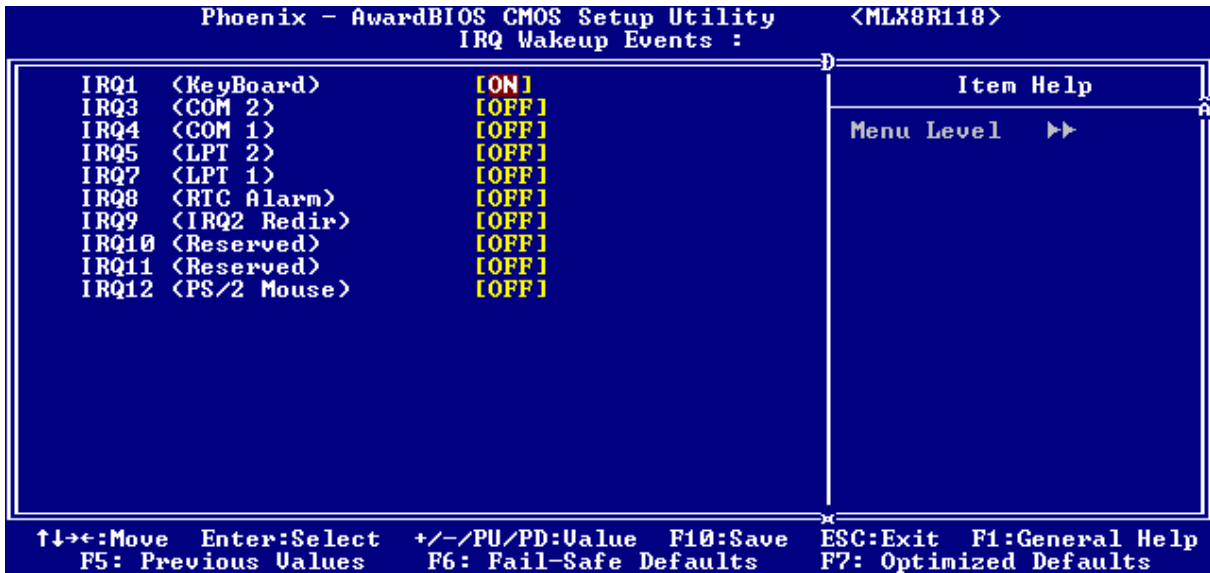 Phoenix - AwardBIOS CMOS Setup Utility <MLX8R118>
IRQ Wakeup Events :
IRQ1 (KeyBoard) [ON]
IRQ3 (COM 2) [OFF]
IRQ4 (COM 1) [OFF]
IRQ5 (LPT 2) [OFF]
IRQ7 (LPT 1) [OFF]
IRQ8 (RTC Alarm) [OFF]
IRQ9 (IRQ2 Redir) [OFF]
IRQ10 (Reserved) [OFF]
IRQ11 (Reserved) [OFF]
IRQ12 (PS/2 Mouse) [OFF]
Item Help
Menu Level ►►
↑↓→←:Move Enter:Select +/-/PU/PD:Value F10:Save ESC:Exit F1:General Help
F5: Previous Values F6: Fail-Safe Defaults F7: Optimized Defaults